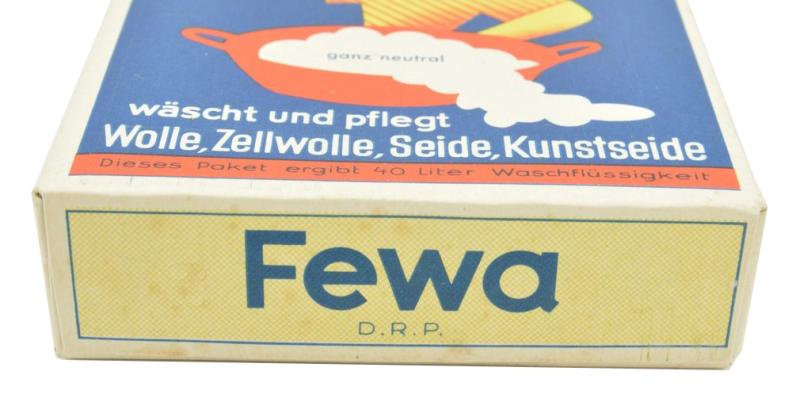 ganz neutral
wäscht und pflegt
Wolle, Zellwolle, Seide, Kunstseide
Dieses Paket ergibt 40 Liter Waschflüssigkeit
Fewa
D.R.P.